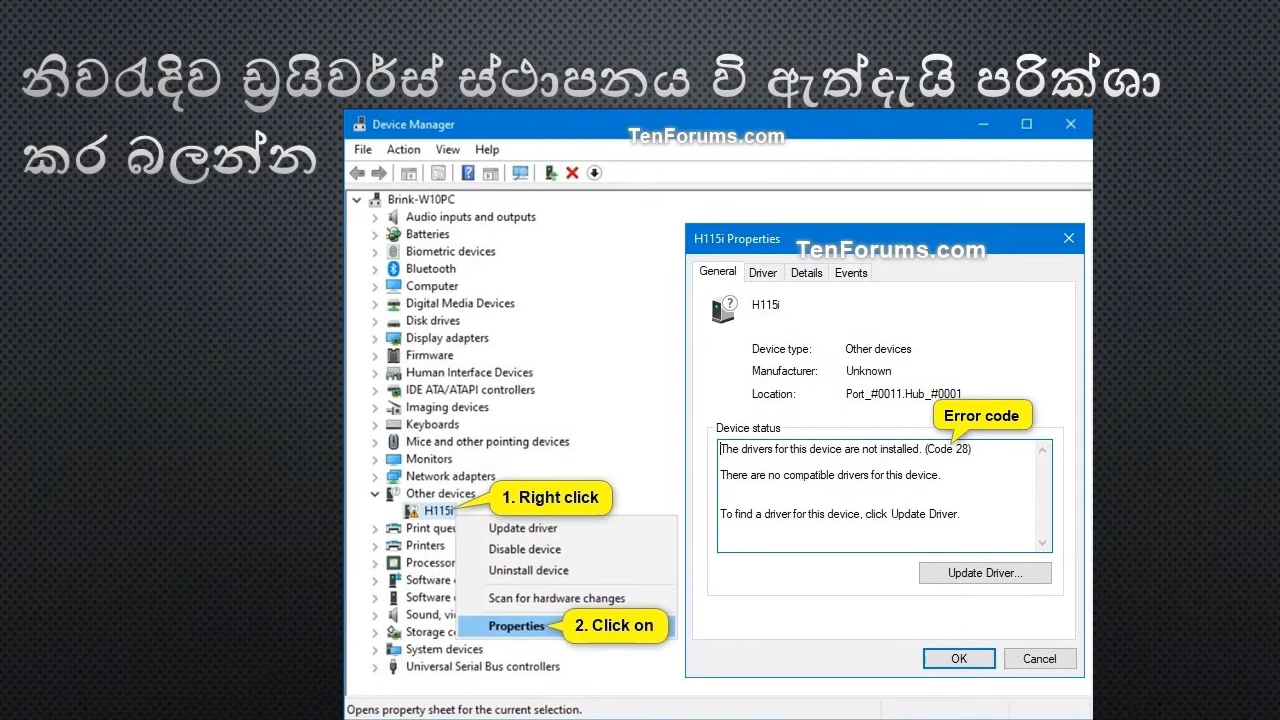 නිවරැදිව ඩ්‍රයිවර්ස් ස්ථාපනය වි ඇත්දැයි පරික්ශා
කර බලන්න
Device Manager
TenForums.com
File Action View Help
Brink-W10PC
Audio inputs and outputs
Batteries
Biometric devices
Bluetooth
Computer
Digital Media Devices
Disk drives
Display adapters
Firmware
Human Interface Devices
IDE ATA/ATAPI controllers
Imaging devices
Keyboards
Mice and other pointing devices
Monitors
Network adapters
Other devices
H115i
1. Right click
Print queu
Printers
Processor
Software
Software
Sound, vi
Storage c
System devices
Universal Serial Bus controllers
Update driver
Disable device
Uninstall device
Scan for hardware changes
Properties
2. Click on
Opens property sheet for the current selection.
H115i Properties
TenForums.com
General Driver Details Events
H115i
Device type: Other devices
Manufacturer: Unknown
Location: Port_#0011.Hub_#0001
Error code
Device status
The drivers for this device are not installed. (Code 28)
There are no compatible drivers for this device.
To find a driver for this device, click Update Driver.
Update Driver...
OK Cancel